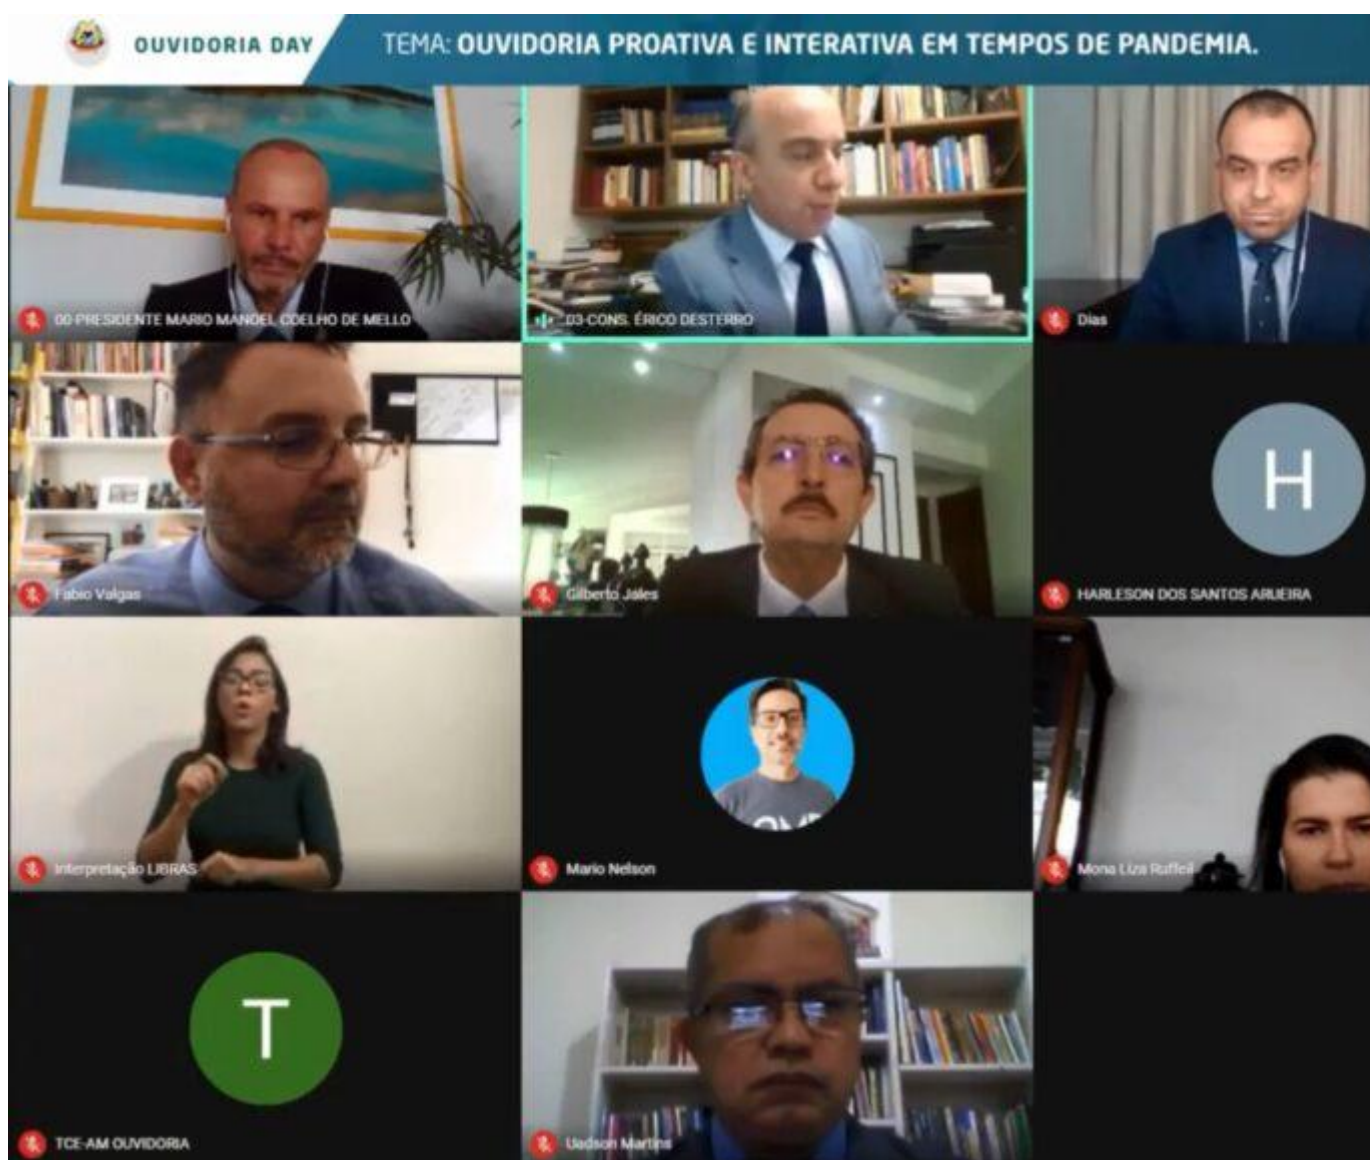 OUVIDORIA DAY
TEMA: OUVIDORIA PROATIVA E INTERATIVA EM TEMPOS DE PANDEMIA.
00-PRESIDENTE MARIO MANOEL COELHO DE MELLO
03-CONS. ÉRICO DESTERRO
Dias
Fabio Valgas
Gilberto Jales
H
HARLESON DOS SANTOS ARUEIRA
Interpretação LIBRAS
Mario Nelson
Mona Liza Ruffeil
T
TCE-AM OUVIDORIA
Uadson Martins